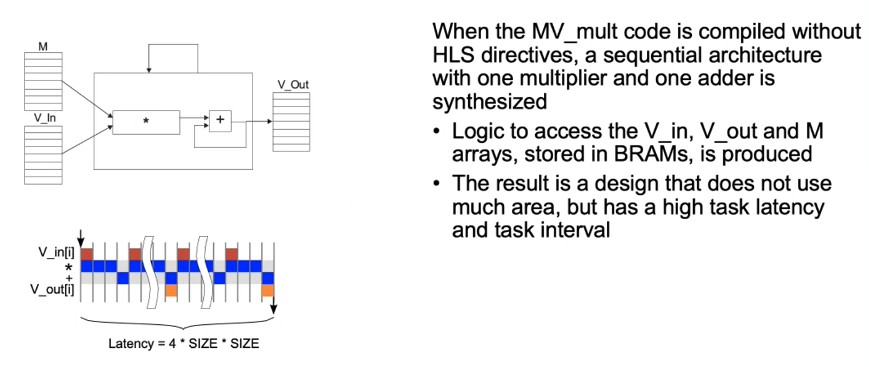 M
V_In
*
+
V_Out
V_in[i]
*
+
V_out[i]
Latency = 4 * SIZE * SIZE
When the MV_mult code is compiled without
HLS directives, a sequential architecture
with one multiplier and one adder is
synthesized
• Logic to access the V_in, V_out and M
arrays, stored in BRAMs, is produced
• The result is a design that does not use
much area, but has a high task latency
and task interval